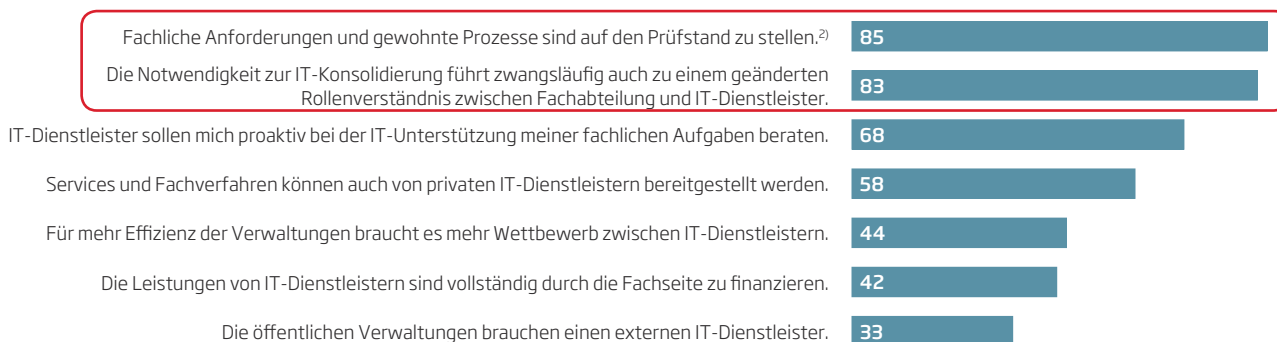 Fachliche Anforderungen und gewohnte Prozesse sind auf den Prüfstand zu stellen.²⁾ 85
Die Notwendigkeit zur IT-Konsolidierung führt zwangsläufig auch zu einem geänderten
Rollenverständnis zwischen Fachabteilung und IT-Dienstleister. 83
IT-Dienstleister sollen mich proaktiv bei der IT-Unterstützung meiner fachlichen Aufgaben beraten. 68
Services und Fachverfahren können auch von privaten IT-Dienstleistern bereitgestellt werden. 58
Für mehr Effizienz der Verwaltungen braucht es mehr Wettbewerb zwischen IT-Dienstleistern. 44
Die Leistungen von IT-Dienstleistern sind vollständig durch die Fachseite zu finanzieren. 42
Die öffentlichen Verwaltungen brauchen einen externen IT-Dienstleister. 33